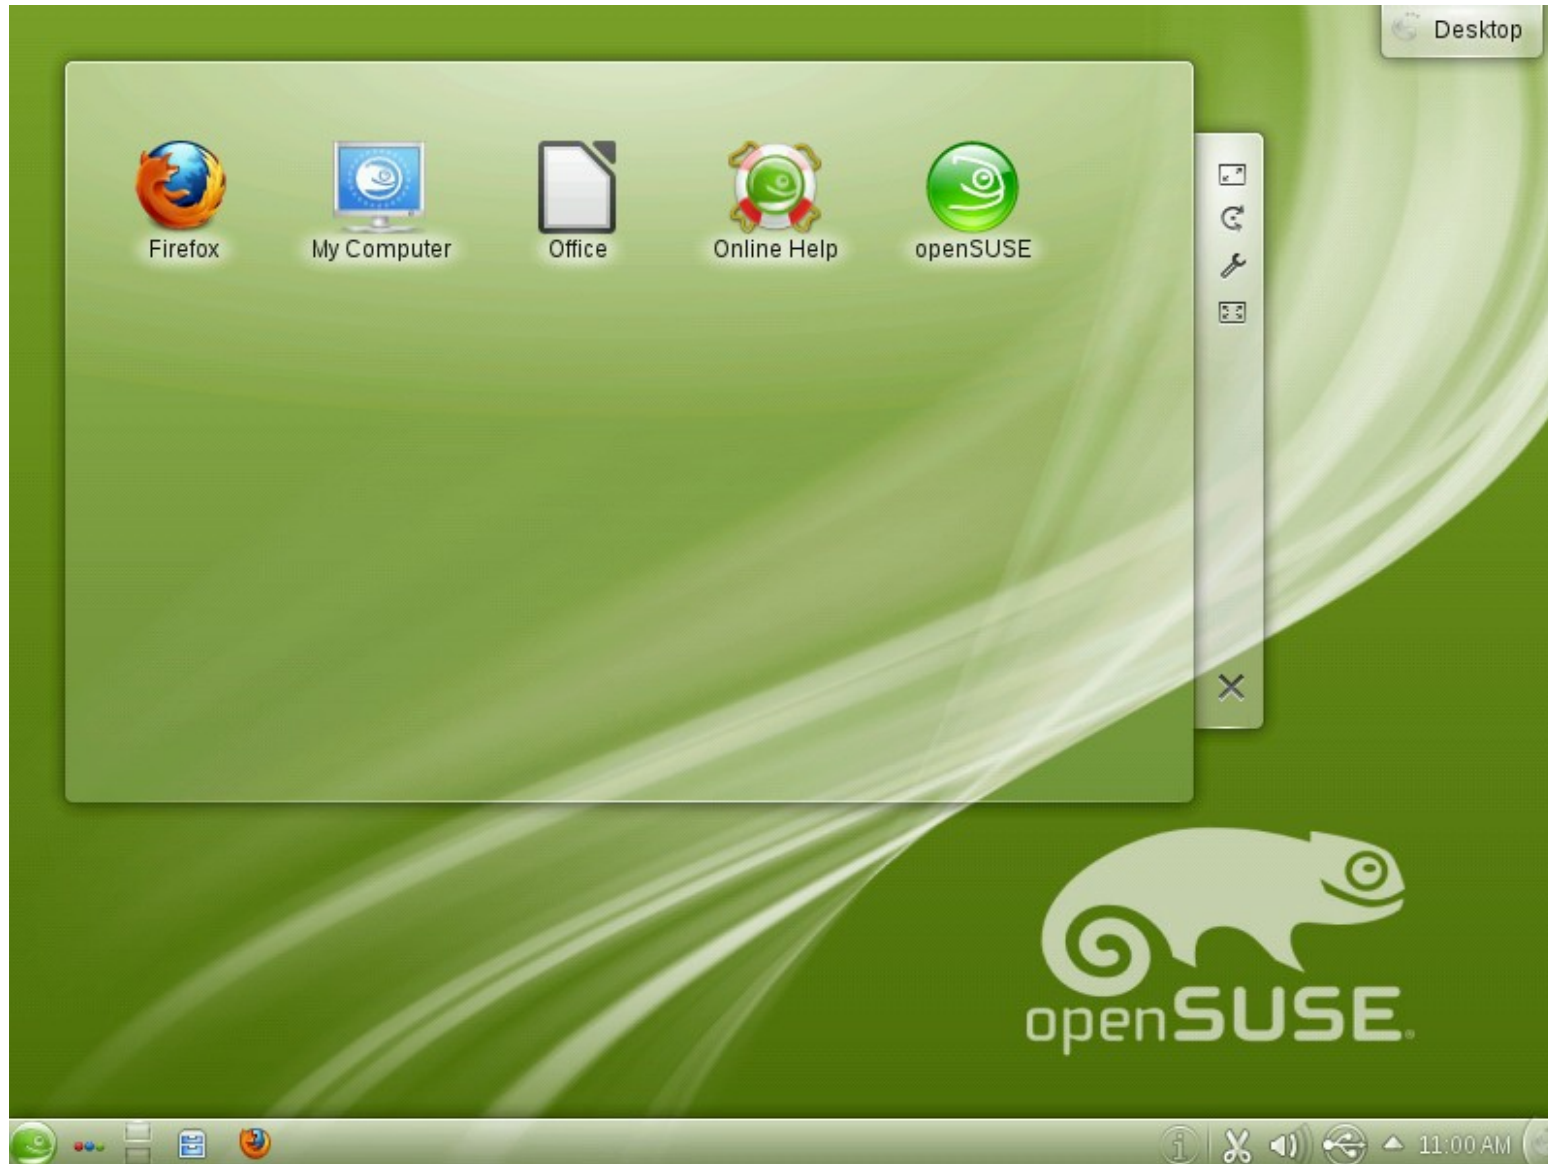 Desktop
Firefox
My Computer
Office
Online Help
openSUSE
openSUSE
11:00 AM